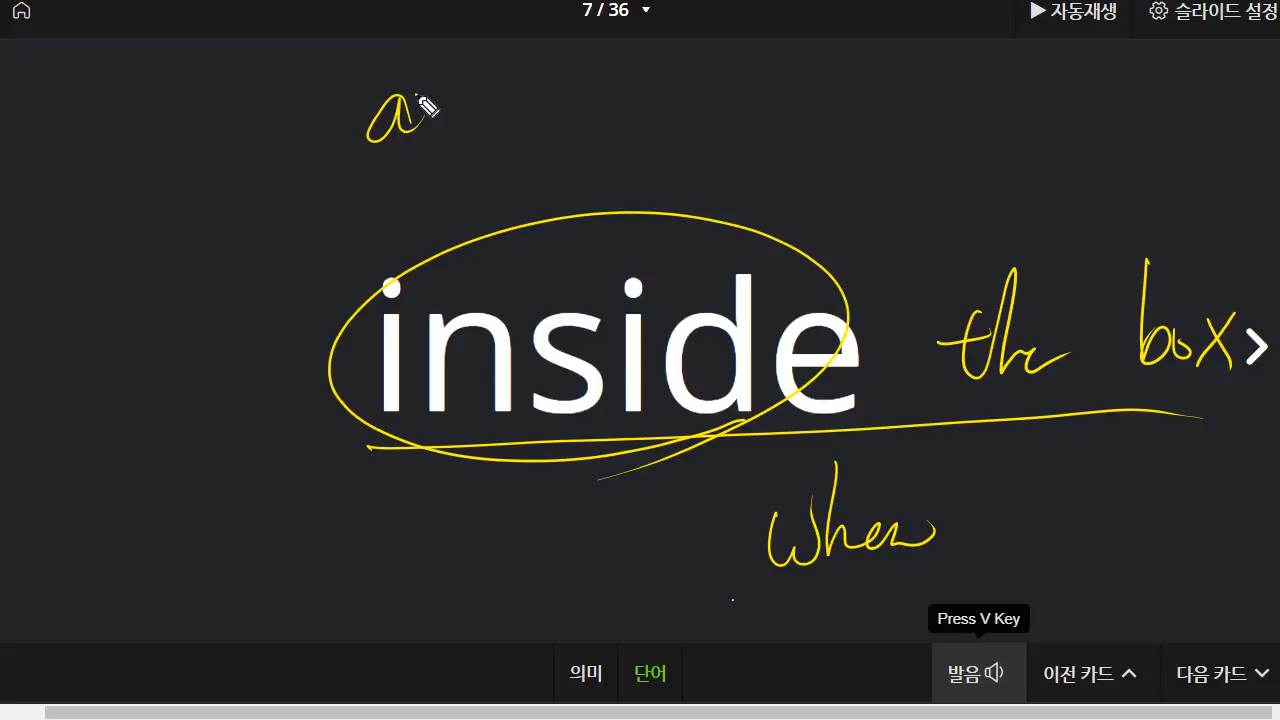 7 / 36
자동재생
슬라이드 설정
a
inside
the box
Press V Key
의미
단어
발음
이전 카드
다음 카드